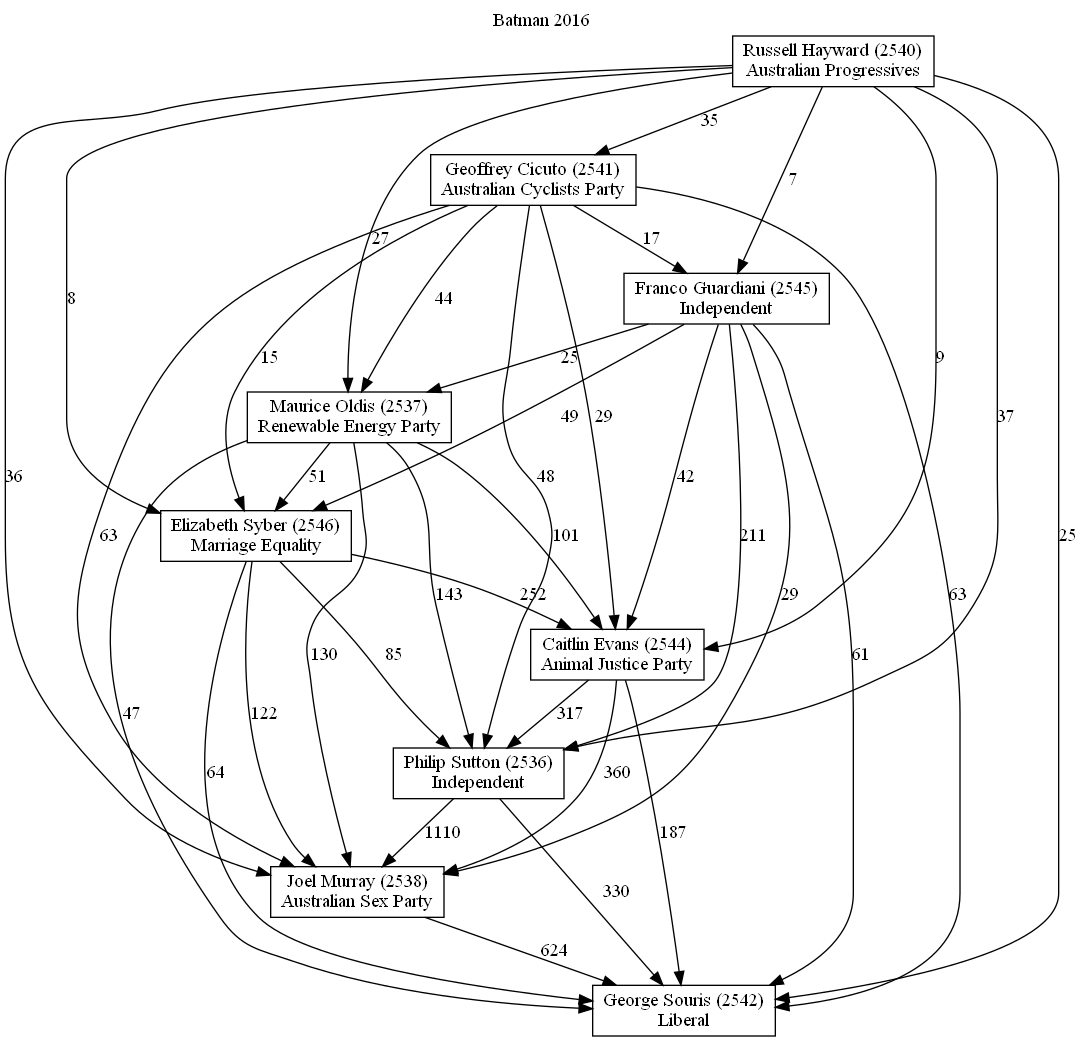 Batman 2016
Russell Hayward (2540)
Australian Progressives
35
Geoffrey Cicuto (2541)
Australian Cyclists Party
7
27
17
Franco Guardiani (2545)
Independent
8
44
15
25
9
Maurice Oldis (2537)
Renewable Energy Party
49
29
37
36
51
48
42
Elizabeth Syber (2546)
Marriage Equality
63
101
211
25
252
143
29
63
Caitlin Evans (2544)
Animal Justice Party
130
85
61
47
122
317
Philip Sutton (2536)
Independent
64
360
1110
187
Joel Murray (2538)
Australian Sex Party
330
624
George Souris (2542)
Liberal